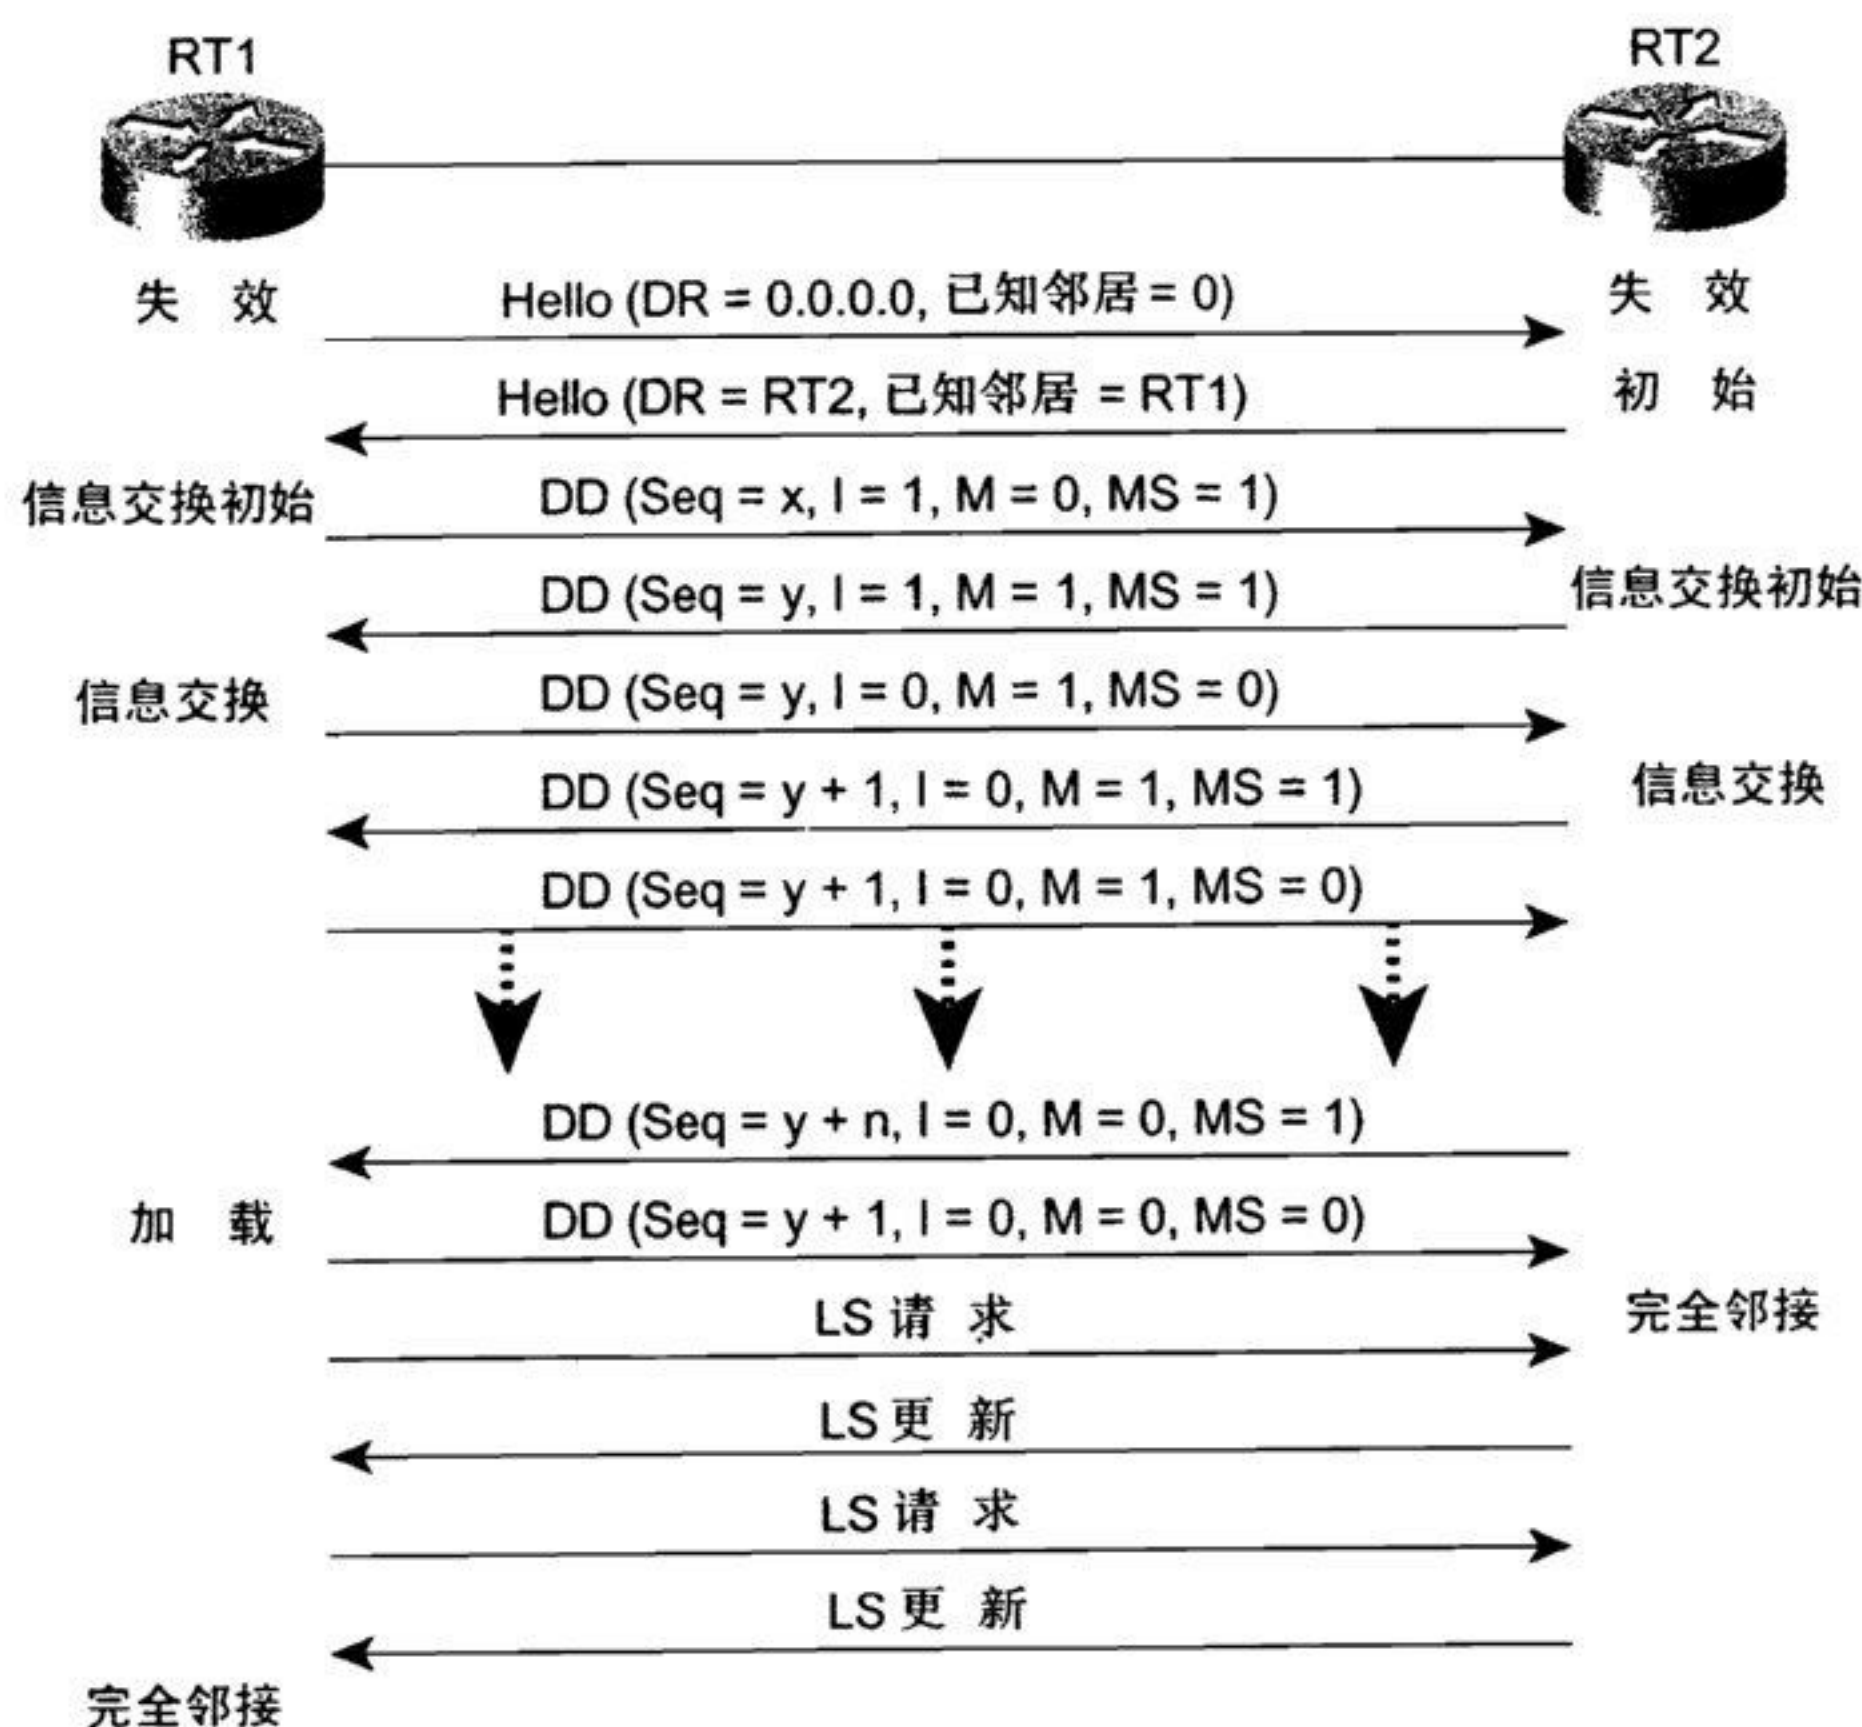 RT1
RT2
失 效
Hello (DR = 0.0.0.0, 已知邻居 = 0)
失 效
Hello (DR = RT2, 已知邻居 = RT1)
初 始
信息交换初始
DD (Seq = x, I = 1, M = 0, MS = 1)
DD (Seq = y, I = 1, M = 1, MS = 1)
信息交换初始
信息交换
DD (Seq = y, I = 0, M = 1, MS = 0)
DD (Seq = y + 1, I = 0, M = 1, MS = 1)
信息交换
DD (Seq = y + 1, I = 0, M = 1, MS = 0)
DD (Seq = y + n, I = 0, M = 0, MS = 1)
加 载
DD (Seq = y + 1, I = 0, M = 0, MS = 0)
LS 请 求
完全邻接
LS 更 新
LS 请 求
LS 更 新
完全邻接